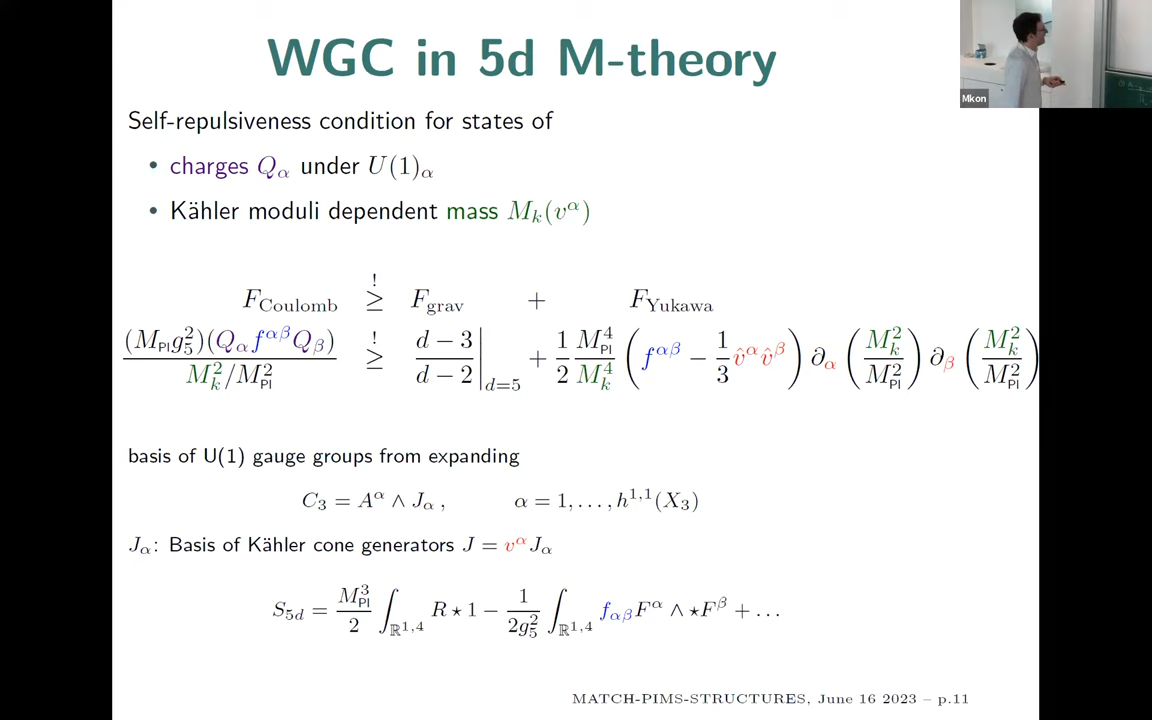 WGC in 5d M-theory
Mkon
Self-repulsiveness condition for states of
• charges Q_α under U(1)_α
• Kähler moduli dependent mass M_k(v^α)
F_Coulomb ≥^! F_grav + F_Yukawa
(M_Pl g_5^2)(Q_α f^{αβ} Q_β) / (M_k^2/M_Pl^2) ≥^! (d − 3)/(d − 2)|_{d=5} + 1/2 M_Pl^4/M_k^4 (f^{αβ} − 1/3 v̂^α v̂^β) ∂_α (M_k^2/M_Pl^2) ∂_β (M_k^2/M_Pl^2)
basis of U(1) gauge groups from expanding
C_3 = A^α ∧ J_α , α = 1, . . . , h^{1,1}(X_3)
J_α: Basis of Kähler cone generators J = v^α J_α
S_{5d} = M_Pl^3/2 ∫_{ℝ^{1,4}} R ⋆ 1 − 1/(2g_5^2) ∫_{ℝ^{1,4}} f_{αβ} F^α ∧ ⋆F^β + . . .
MATCH-PIMS-STRUCTURES, June 16 2023 – p.11